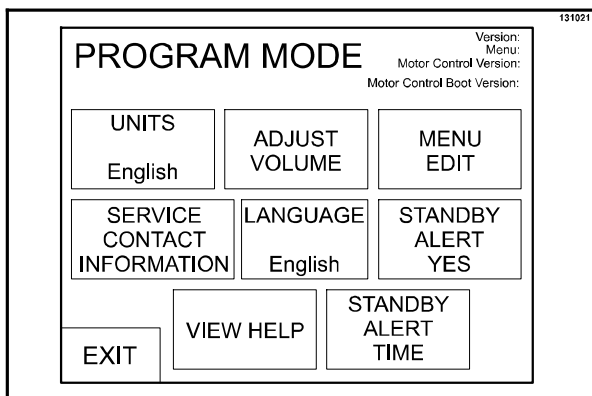 131021
PROGRAM MODE
Version:
Menu:
Motor Control Version:
Motor Control Boot Version:
UNITS
English
ADJUST
VOLUME
MENU
EDIT
SERVICE
CONTACT
INFORMATION
LANGUAGE
English
STANDBY
ALERT
YES
VIEW HELP
STANDBY
ALERT
TIME
EXIT